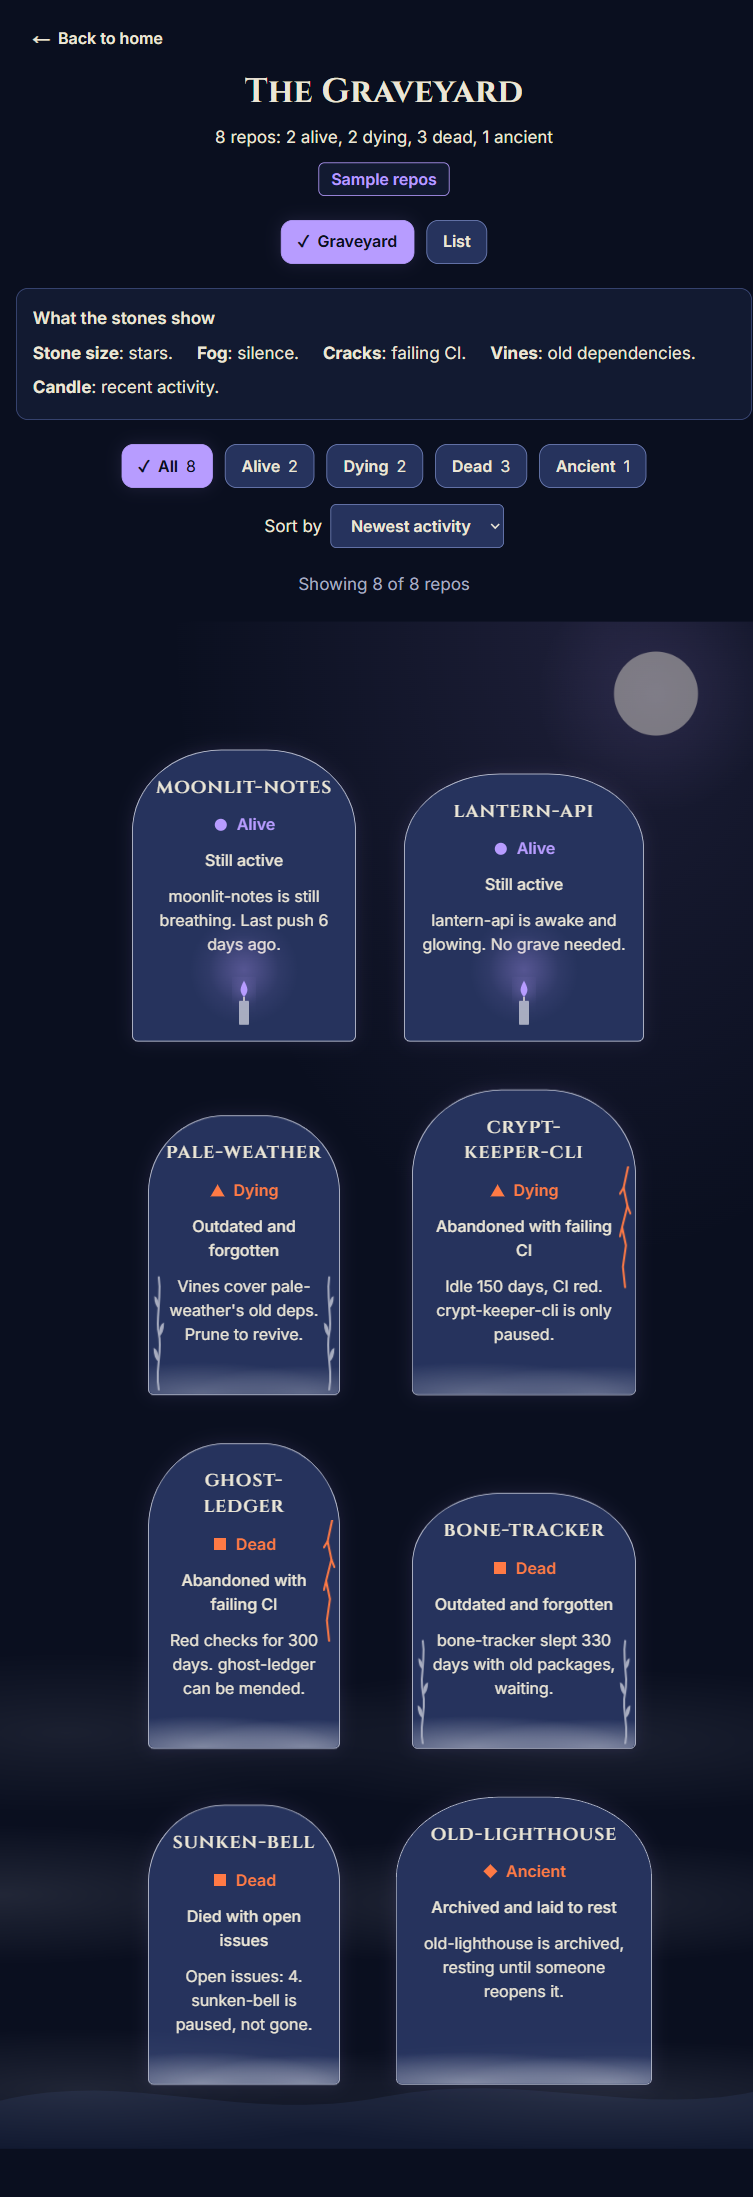 ← Back to home
The Graveyard
8 repos: 2 alive, 2 dying, 3 dead, 1 ancient
Sample repos
✓ Graveyard
List
What the stones show
Stone size: stars. Fog: silence. Cracks: failing CI. Vines: old dependencies.
Candle: recent activity.
✓ All 8
Alive 2
Dying 2
Dead 3
Ancient 1
Sort by
Newest activity
Showing 8 of 8 repos
MOONLIT-NOTES
Alive
Still active
moonlit-notes is still
breathing. Last push 6
days ago.
LANTERN-API
Alive
Still active
lantern-api is awake and
glowing. No grave needed.
PALE-WEATHER
Dying
Outdated and
forgotten
Vines cover pale-
weather's old deps.
Prune to revive.
CRYPT-
KEEPER-CLI
Dying
Abandoned with failing
CI
Idle 150 days, CI red.
crypt-keeper-cli is only
paused.
GHOST-
LEDGER
Dead
Abandoned with
failing CI
Red checks for 300
days. ghost-ledger
can be mended.
BONE-TRACKER
Dead
Outdated and forgotten
bone-tracker slept 330
days with old packages,
waiting.
SUNKEN-BELL
Dead
Died with open
issues
Open issues: 4.
sunken-bell is
paused, not gone.
OLD-LIGHTHOUSE
Ancient
Archived and laid to rest
old-lighthouse is archived,
resting until someone
reopens it.